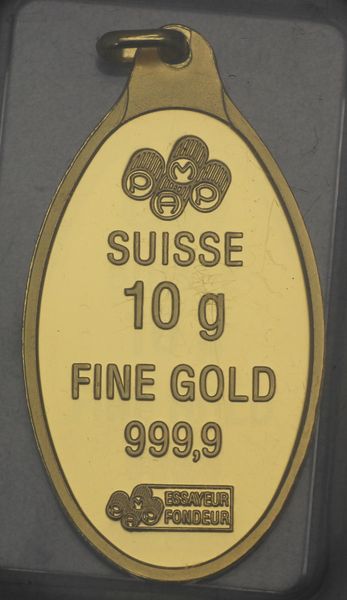 PAMP
SUISSE
10 g
FINE GOLD
999,9
PAMP ESSAYEUR
FONDEUR